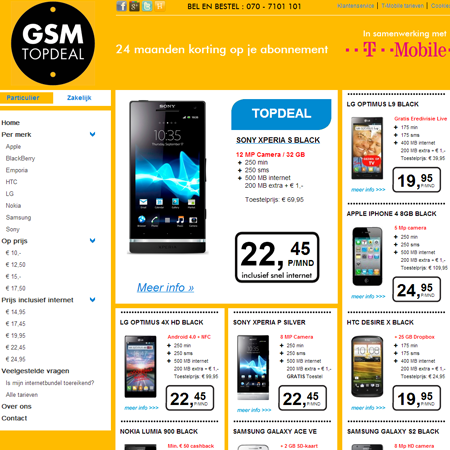 GSM
TOPDEAL
BEL EN BESTEL : 070 - 7101 101
Klantenservice | T-Mobile tarieven |
24 maanden korting op je abonnement
In samenwerking met
T-Mobile
Particulier
Zakelijk
Home
Per merk
Apple
BlackBerry
Emporia
HTC
LG
Nokia
Samsung
Sony
Op prijs
€ 10,-
€ 12,50
€ 15,-
€ 17,50
Prijs inclusief internet
€ 14,95
€ 17,45
€ 19,95
€ 22,45
€ 24,95
Veelgestelde vragen
Is mijn internetbundel toereikend?
Alle tarieven
Over ons
Contact
SONY
TOPDEAL
SONY XPERIA S BLACK
12 MP Camera / 32 GB
+ 250 min
+ 250 sms
+ 500 MB internet
200 MB extra + € 1,-
Toestelprijs: € 69,95
22,45
P/MND
inclusief snel internet
Meer info »
LG OPTIMUS L9 BLACK
Gratis Eredivisie Live
+ 175 min
+ 175 sms
+ 400 MB internet
200 MB extra + € 1,-
Toestelprijs: € 39,95
meer info >>>
19,95
P/MND
APPLE IPHONE 4 8GB BLACK
5 Mp camera
+ 250 min
+ 250 sms
+ 400 MB internet
200 MB extra + € 1,-
Toestelprijs: € 109,95
meer info >>>
24,95
P/MND
LG OPTIMUS 4X HD BLACK
Android 4.0 + NFC
+ 250 min
+ 250 sms
+ 500 MB internet
200 MB extra + € 1,-
Toestelprijs: € 99,95
meer info >>>
22,45
P/MND
SONY XPERIA P SILVER
8 MP Camera
+ 250 min
+ 250 sms
+ 500 MB internet
200 MB extra + € 1,-
GRATIS Toestel
meer info >>>
22,45
P/MND
HTC DESIRE X BLACK
+ 26 GB Dropbox
+ 175 min
+ 175 sms
+ 400 MB internet
200 MB extra + € 1,-
Toestelprijs: € 94,95
meer info >>>
19,95
P/MND
NOKIA LUMIA 900 BLACK
Min. € 50 cashback
SAMSUNG GALAXY ACE 2 BLACK
+ 2 GB SD-kaart
SAMSUNG GALAXY S2 BLACK
8 Mp HD camera